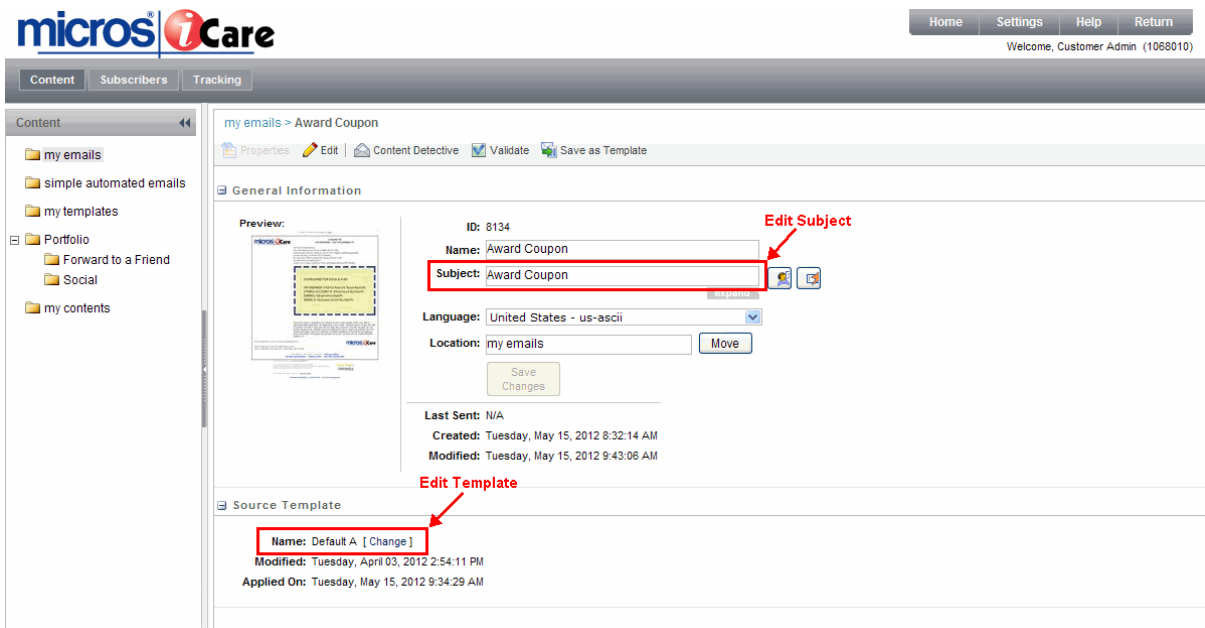 micros iCare
Home Settings Help Return
Welcome, Customer Admin (1068010)
Content Subscribers Tracking
Content
my emails
simple automated emails
my templates
Portfolio
Forward to a Friend
Social
my contents
my emails > Award Coupon
Properties Edit Content Detective Validate Save as Template
General Information
Preview:
micros iCare
micros iCare
ID: 8134
Edit Subject
Name: Award Coupon
Subject: Award Coupon
expand
Language: United States - us-ascii
Location: my emails Move
Save
Changes
Last Sent: N/A
Created: Tuesday, May 15, 2012 8:32:14 AM
Modified: Tuesday, May 15, 2012 9:43:06 AM
Edit Template
Source Template
Name: Default A [ Change ]
Modified: Tuesday, April 03, 2012 2:54:11 PM
Applied On: Tuesday, May 15, 2012 9:34:29 AM